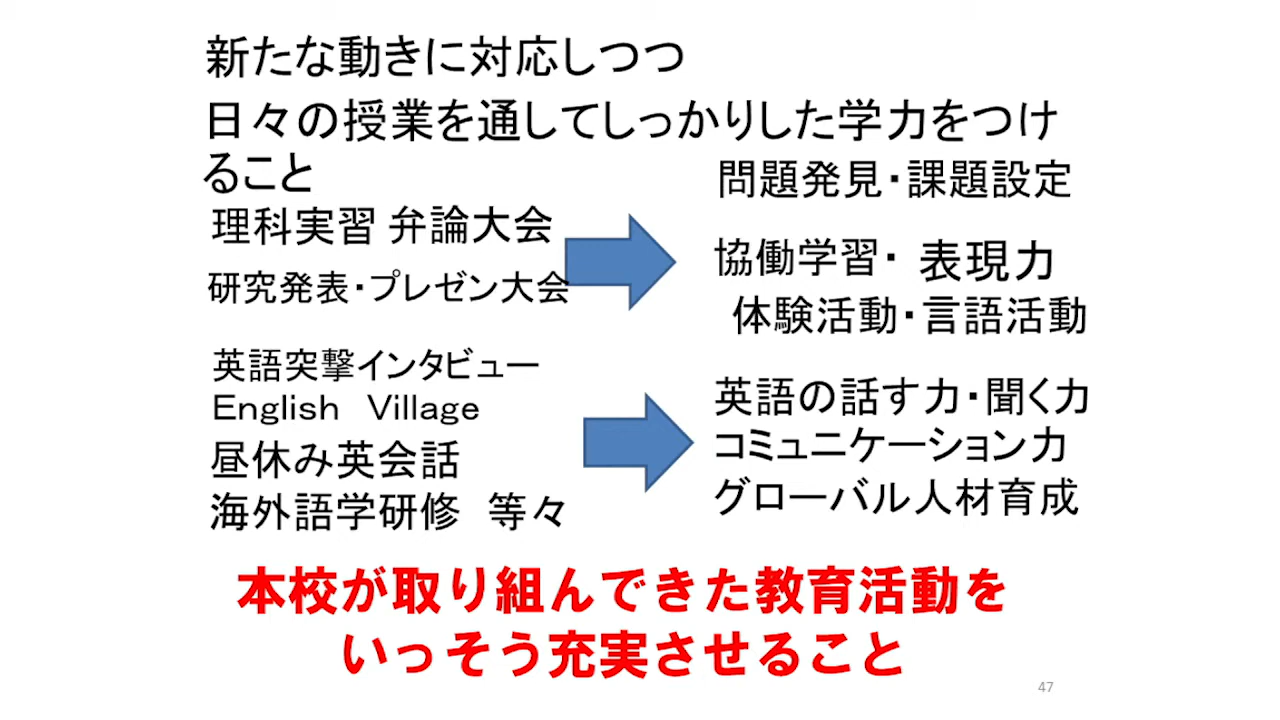 新たな動きに対応しつつ
日々の授業を通してしっかりした学力をつけ
ること
理科実習 弁論大会
研究発表・プレゼン大会
問題発見・課題設定
協働学習・ 表現力
体験活動・言語活動
英語突撃インタビュー
English Village
昼休み英会話
海外語学研修 等々
英語の話す力・聞く力
コミュニケーション力
グローバル人材育成
本校が取り組んできた教育活動を
いっそう充実させること
47